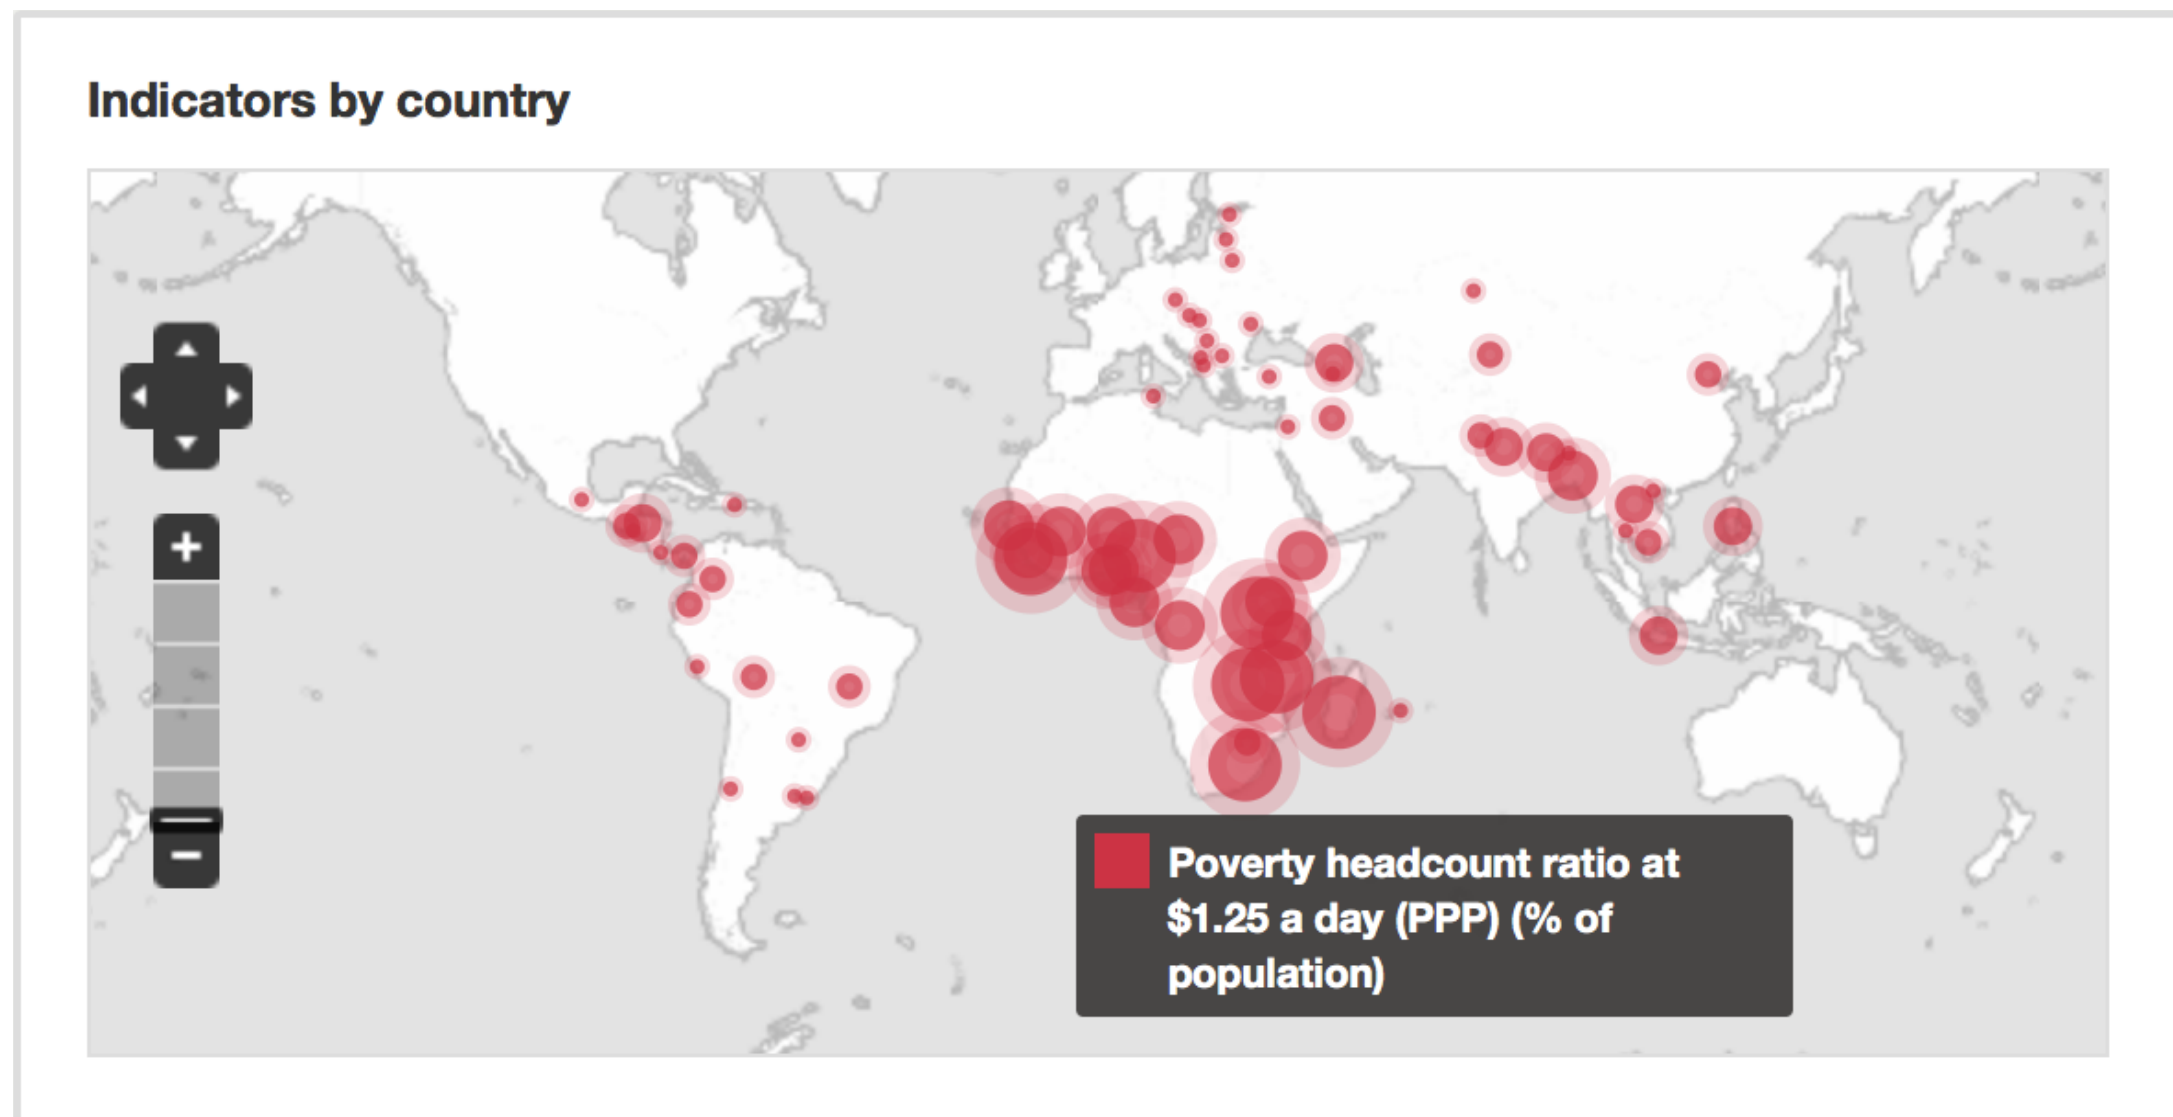 Indicators by country
Poverty headcount ratio at
$1.25 a day (PPP) (% of
population)